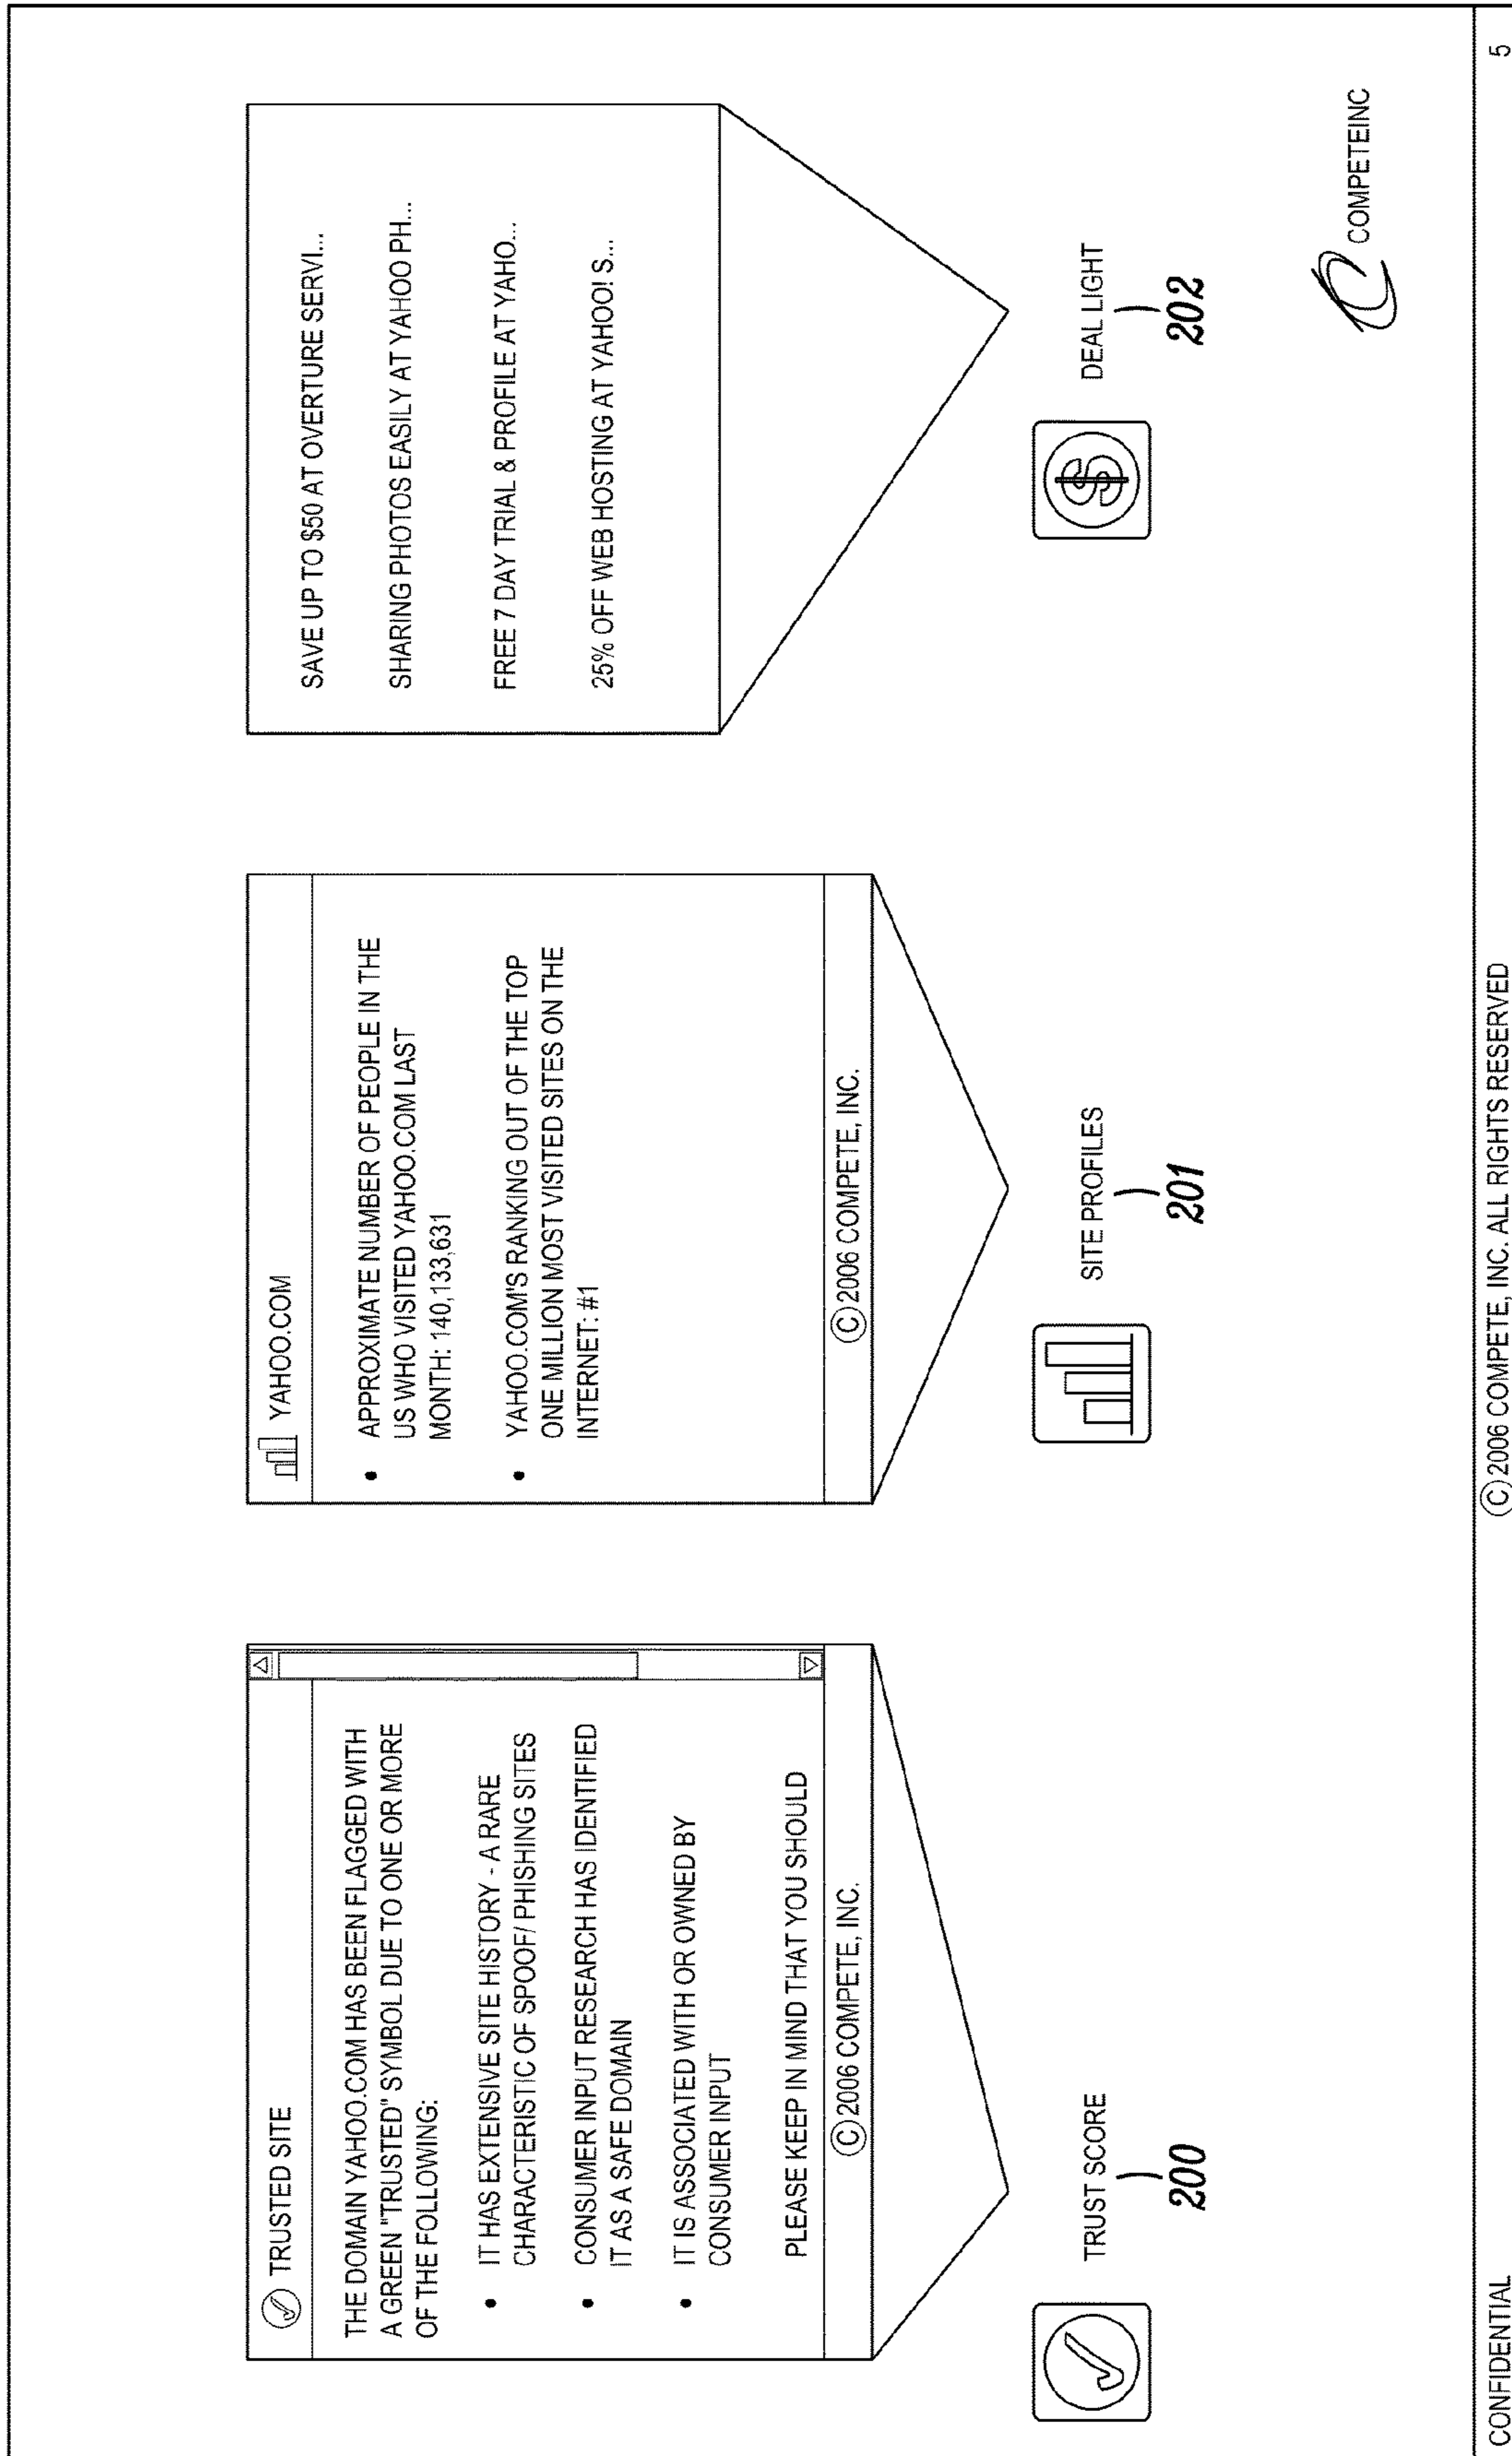 TRUSTED SITE
THE DOMAIN YAHOO.COM HAS BEEN FLAGGED WITH
A GREEN "TRUSTED" SYMBOL DUE TO ONE OR MORE
OF THE FOLLOWING:
• IT HAS EXTENSIVE SITE HISTORY - A RARE
CHARACTERISTIC OF SPOOF/ PHISHING SITES
• CONSUMER INPUT RESEARCH HAS IDENTIFIED
IT AS A SAFE DOMAIN
• IT IS ASSOCIATED WITH OR OWNED BY
CONSUMER INPUT
PLEASE KEEP IN MIND THAT YOU SHOULD
© 2006 COMPETE, INC.
TRUST SCORE
200
YAHOO.COM
• APPROXIMATE NUMBER OF PEOPLE IN THE
US WHO VISITED YAHOO.COM LAST
MONTH: 140,133,631
• YAHOO.COM'S RANKING OUT OF THE TOP
ONE MILLION MOST VISITED SITES ON THE
INTERNET: #1
© 2006 COMPETE, INC.
SITE PROFILES
201
SAVE UP TO $50 AT OVERTURE SERVI...
SHARING PHOTOS EASILY AT YAHOO PH...
FREE 7 DAY TRIAL & PROFILE AT YAHO...
25% OFF WEB HOSTING AT YAHOO! S...
$
DEAL LIGHT
202
COMPETEINC
CONFIDENTIAL
© 2006 COMPETE, INC. ALL RIGHTS RESERVED
5